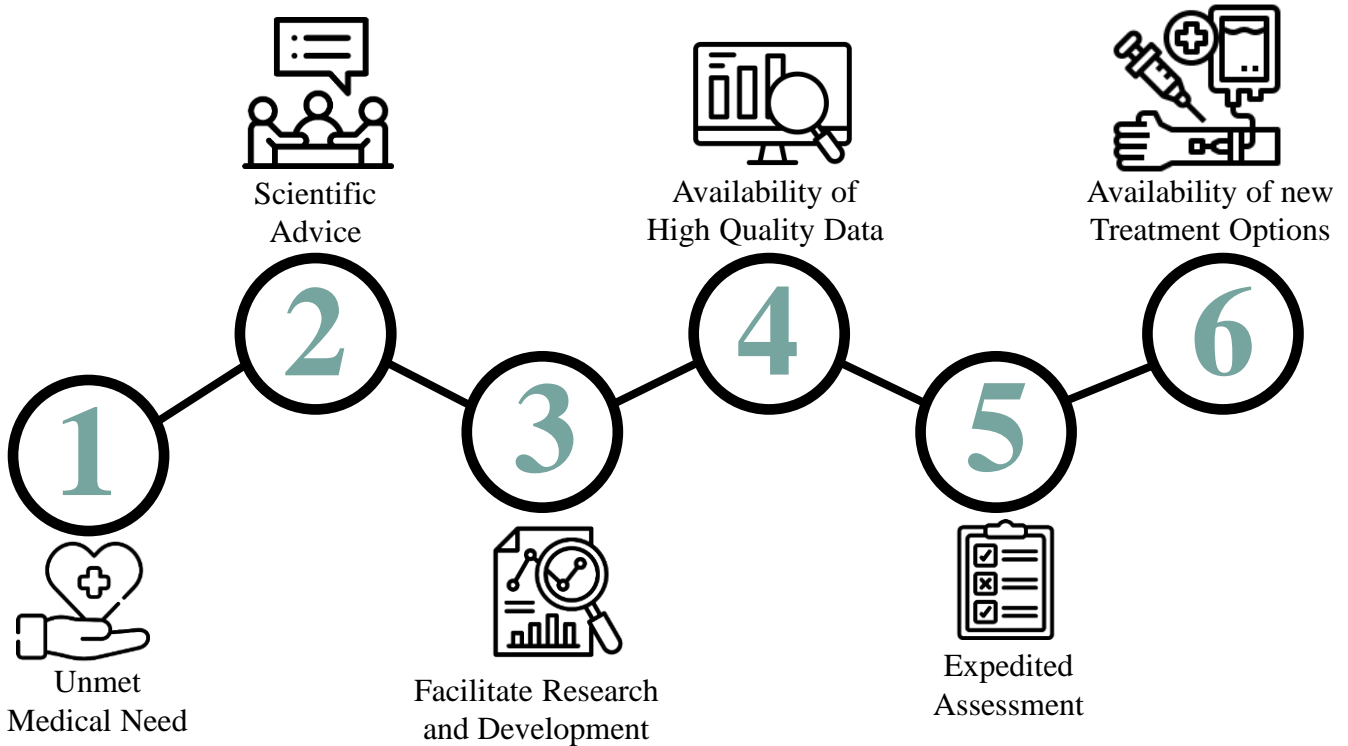 1
Unmet
Medical Need
2
Scientific
Advice
3
Facilitate Research
and Development
4
Availability of
High Quality Data
5
Expedited
Assessment
6
Availability of new
Treatment Options